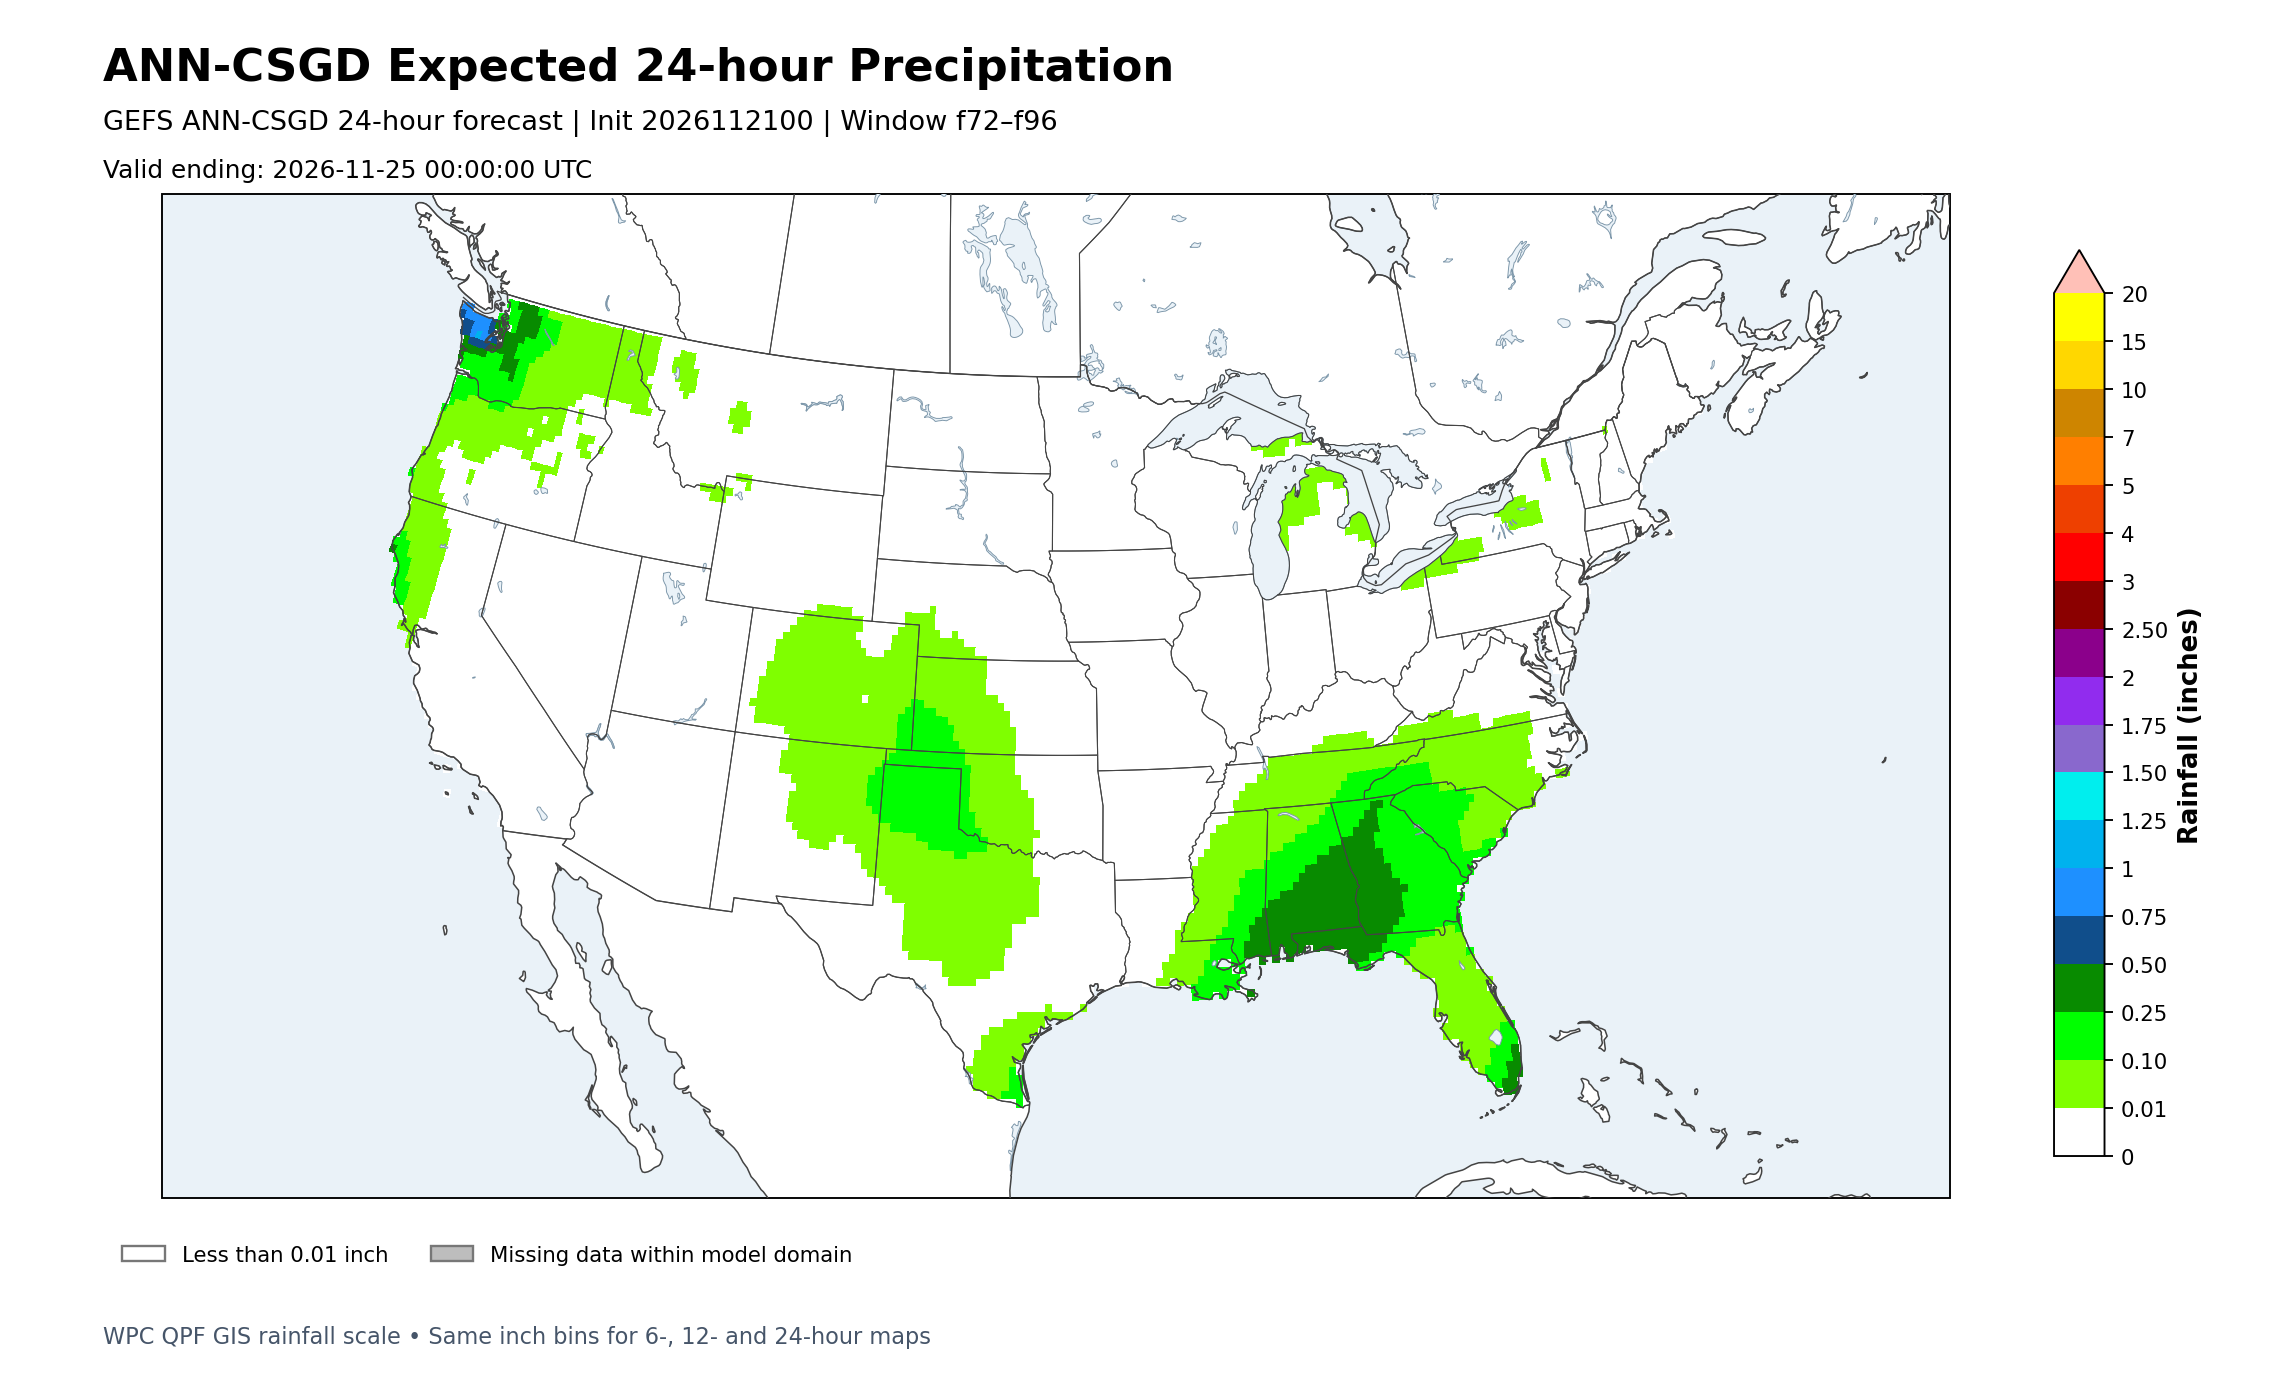 ANN-CSGD Expected 24-hour Precipitation
GEFS ANN-CSGD 24-hour forecast | Init 2026112100 | Window f72–f96
Valid ending: 2026-11-25 00:00:00 UTC
20
15
10
7
5
4
3
2.50
2
1.75
1.50
1.25
1
0.75
0.50
0.25
0.10
0.01
0
Rainfall (inches)
Less than 0.01 inch
Missing data within model domain
WPC QPF GIS rainfall scale • Same inch bins for 6-, 12- and 24-hour maps